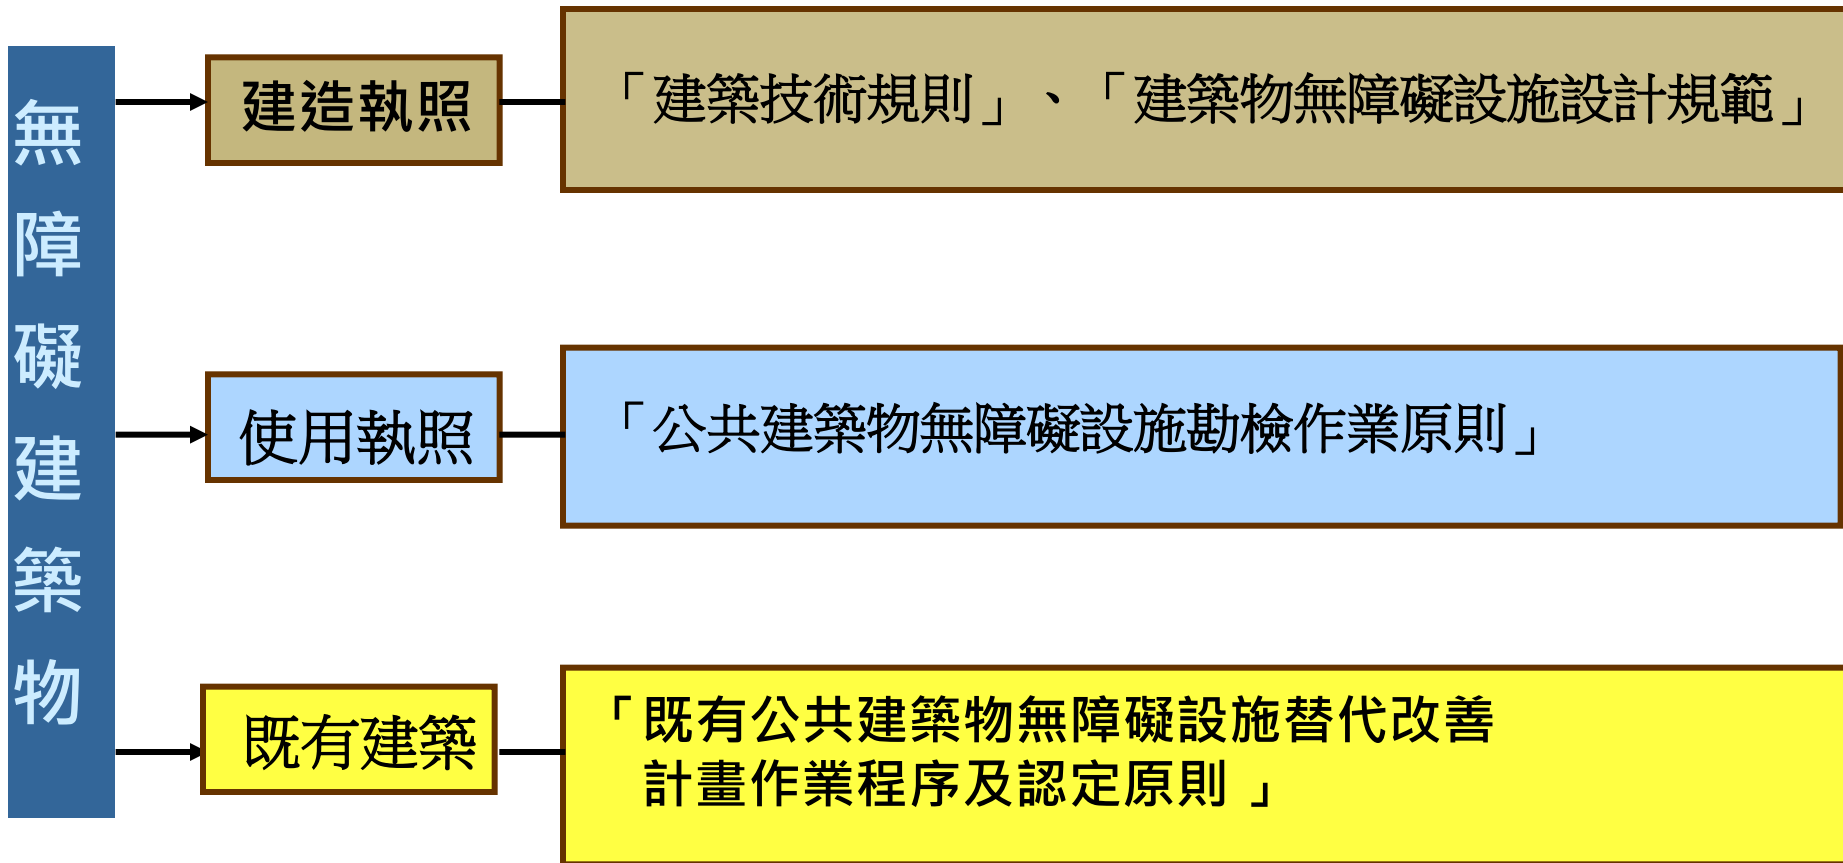 無障礙建築物
建造執照
「建築技術規則」、「建築物無障礙設施設計規範」
使用執照
「公共建築物無障礙設施勘檢作業原則」
既有建築
「既有公共建築物無障礙設施替代改善
計畫作業程序及認定原則 」